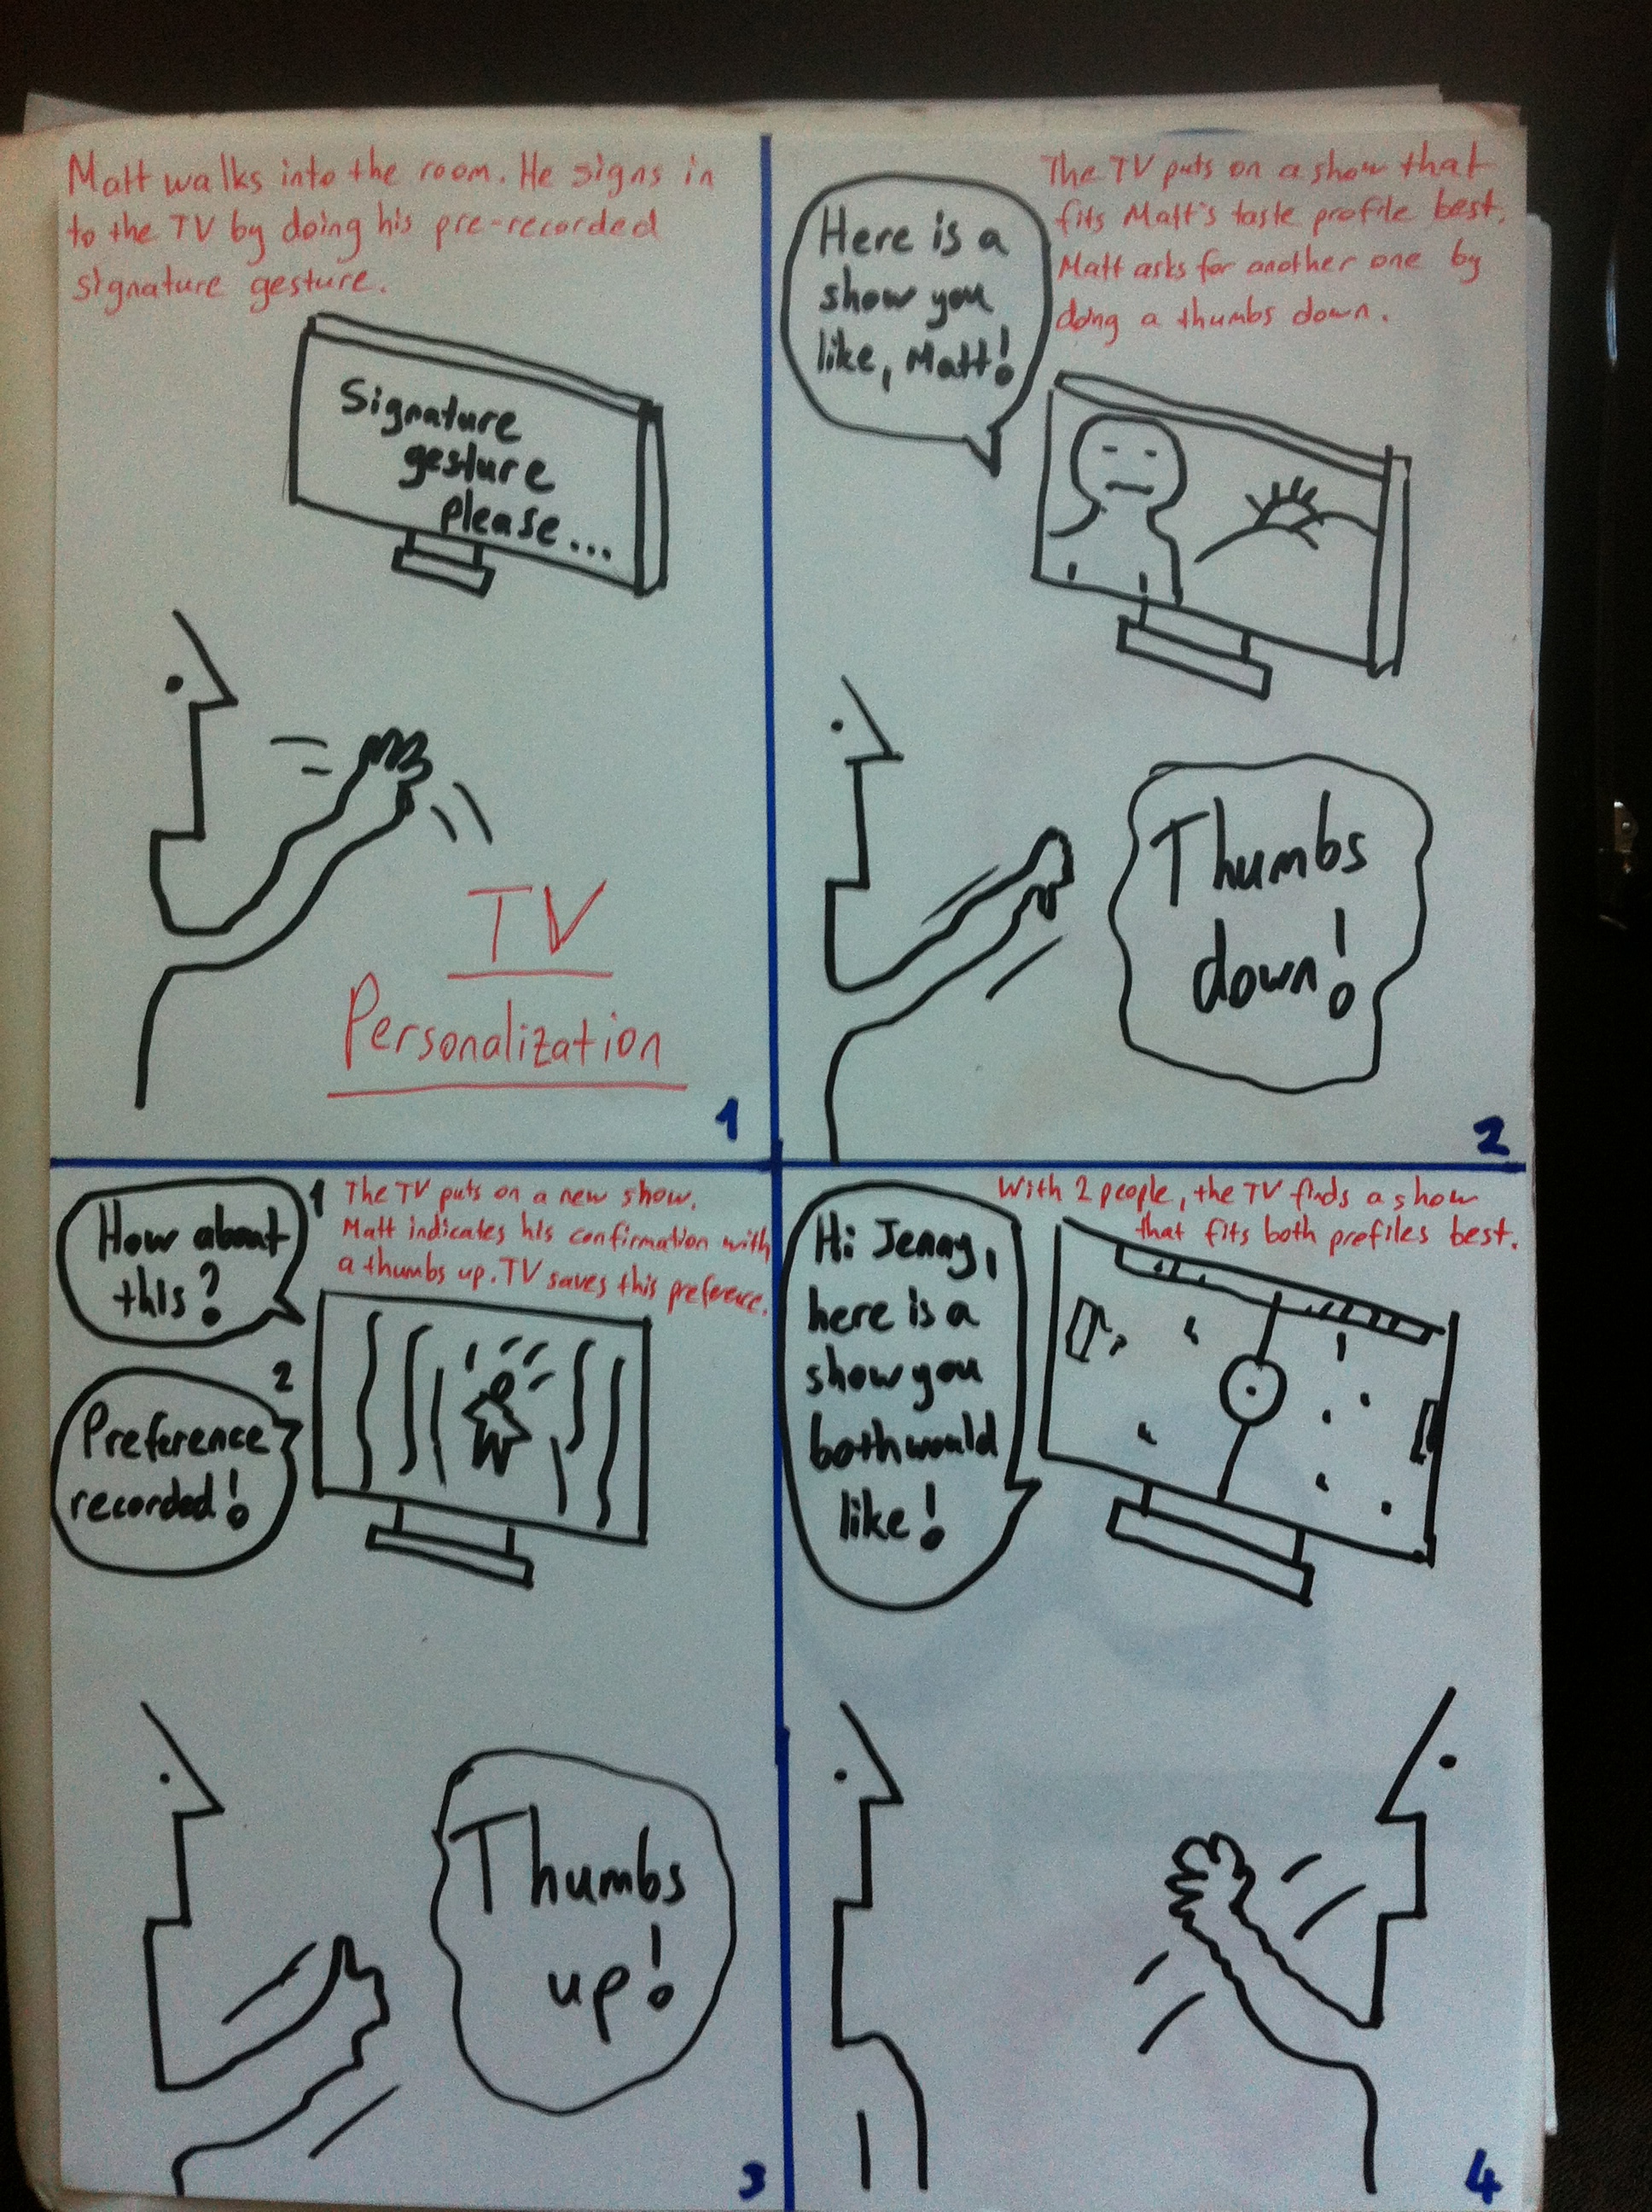 Matt walks into the room. He signs in
to the TV by doing his pre-recorded
signature gesture.
Signature
gesture
please...
TV
Personalization
1
The TV puts on a show that
fits Matt's taste profile best.
Matt asks for another one by
doing a thumbs down.
Here is a
show you
like, Matt!
Thumbs
down!
2
1
The TV puts on a new show.
Matt indicates his confirmation with
a thumbs up. TV saves this preference.
How about
this?
2
Preference
recorded!
Thumbs
up!
3
With 2 people, the TV finds a show
that fits both prefiles best.
Hi Jenny,
here is a
show you
both would
like!
4